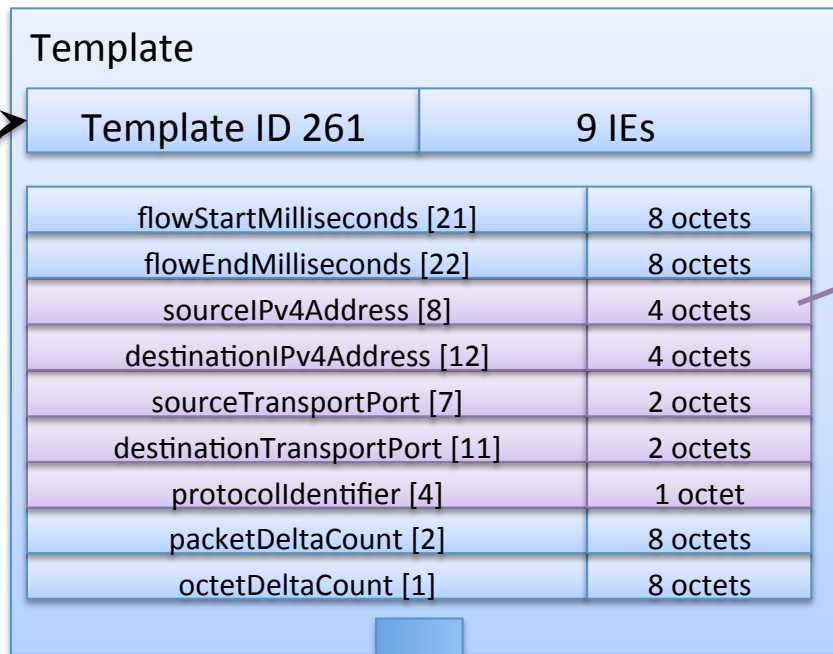 Template
Template ID 261 9 IEs
flowStartMilliseconds [21] 8 octets
flowEndMilliseconds [22] 8 octets
sourceIPv4Address [8] 4 octets
destinationIPv4Address [12] 4 octets
sourceTransportPort [7] 2 octets
destinationTransportPort [11] 2 octets
protocolIdentifier [4] 1 octet
packetDeltaCount [2] 8 octets
octetDeltaCount [1] 8 octets